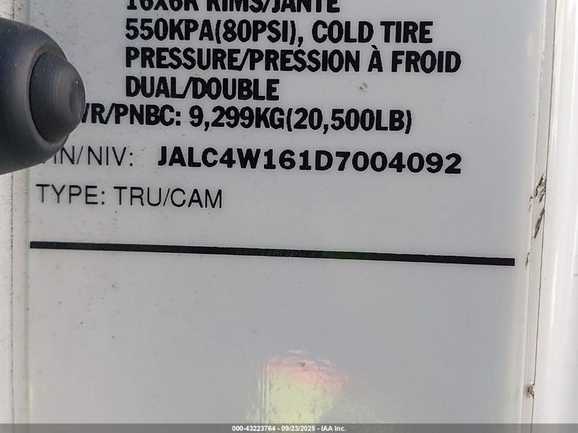 16X6K RIMS/JANTE
550KPA(80PSI), COLD TIRE
PRESSURE/PRESSION À FROID
DUAL/DOUBLE
WR/PNBC: 9,299KG(20,500LB)
IN/NIV: JALC4W161D7004092
TYPE: TRU/CAM
000-43223764 - 09/23/2025 - IAA Inc.